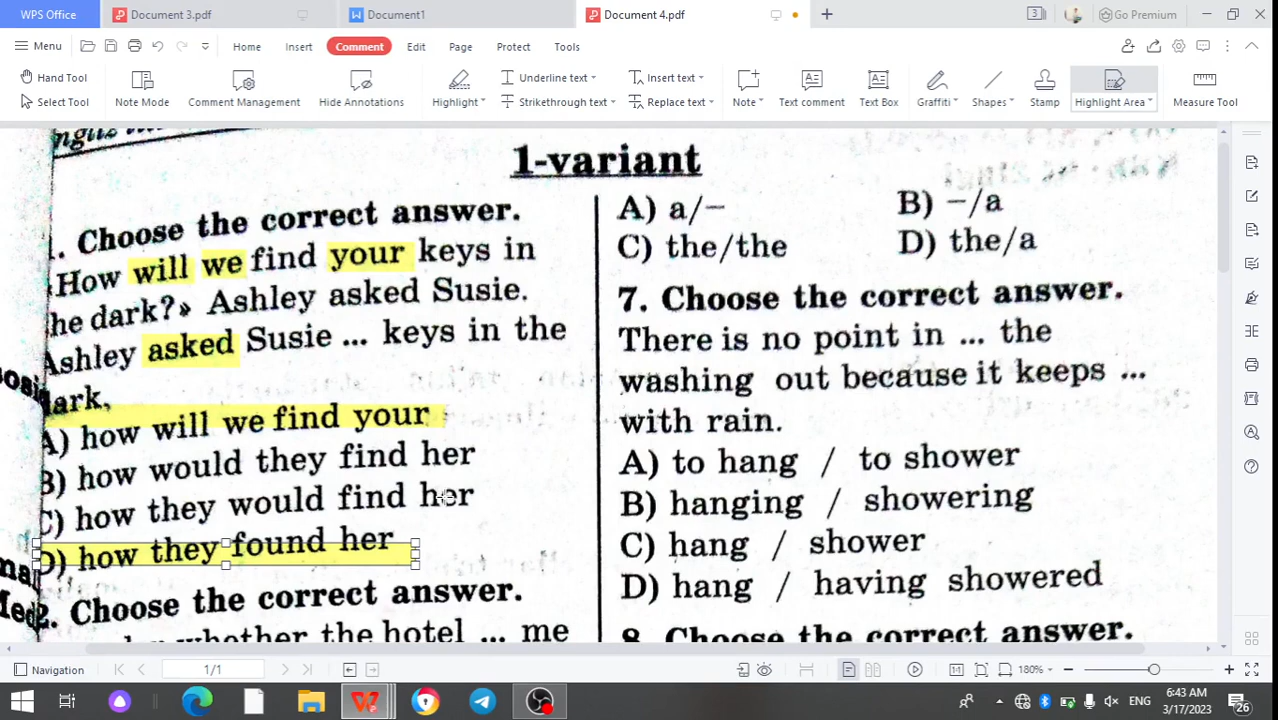 WPS Office
Document 3.pdf
Document1
Document 4.pdf
3
Go Premium
Menu
Home
Insert
Comment
Edit
Page
Protect
Tools
Hand Tool
Select Tool
Note Mode
Comment Management
Hide Annotations
Highlight
Underline text
Strikethrough text
Insert text
Replace text
Note
Text comment
Text Box
Graffiti
Shapes
Stamp
Highlight Area
Measure Tool
1-variant
. Choose the correct answer.
«How will we find your keys in
he dark?» Ashley asked Susie.
Ashley asked Susie ... keys in the
dark.
A) how will we find your
B) how would they find her
C) how they would find her
D) how they found her
2. Choose the correct answer.
whether the hotel ... me
A) a/–
B) –/a
C) the/the
D) the/a
7. Choose the correct answer.
There is no point in ... the
washing out because it keeps ...
with rain.
A) to hang / to shower
B) hanging / showering
C) hang / shower
D) hang / having showered
8. Choose the correct answer.
Navigation
1/1
180%
ENG
6:43 AM
3/17/2023
26